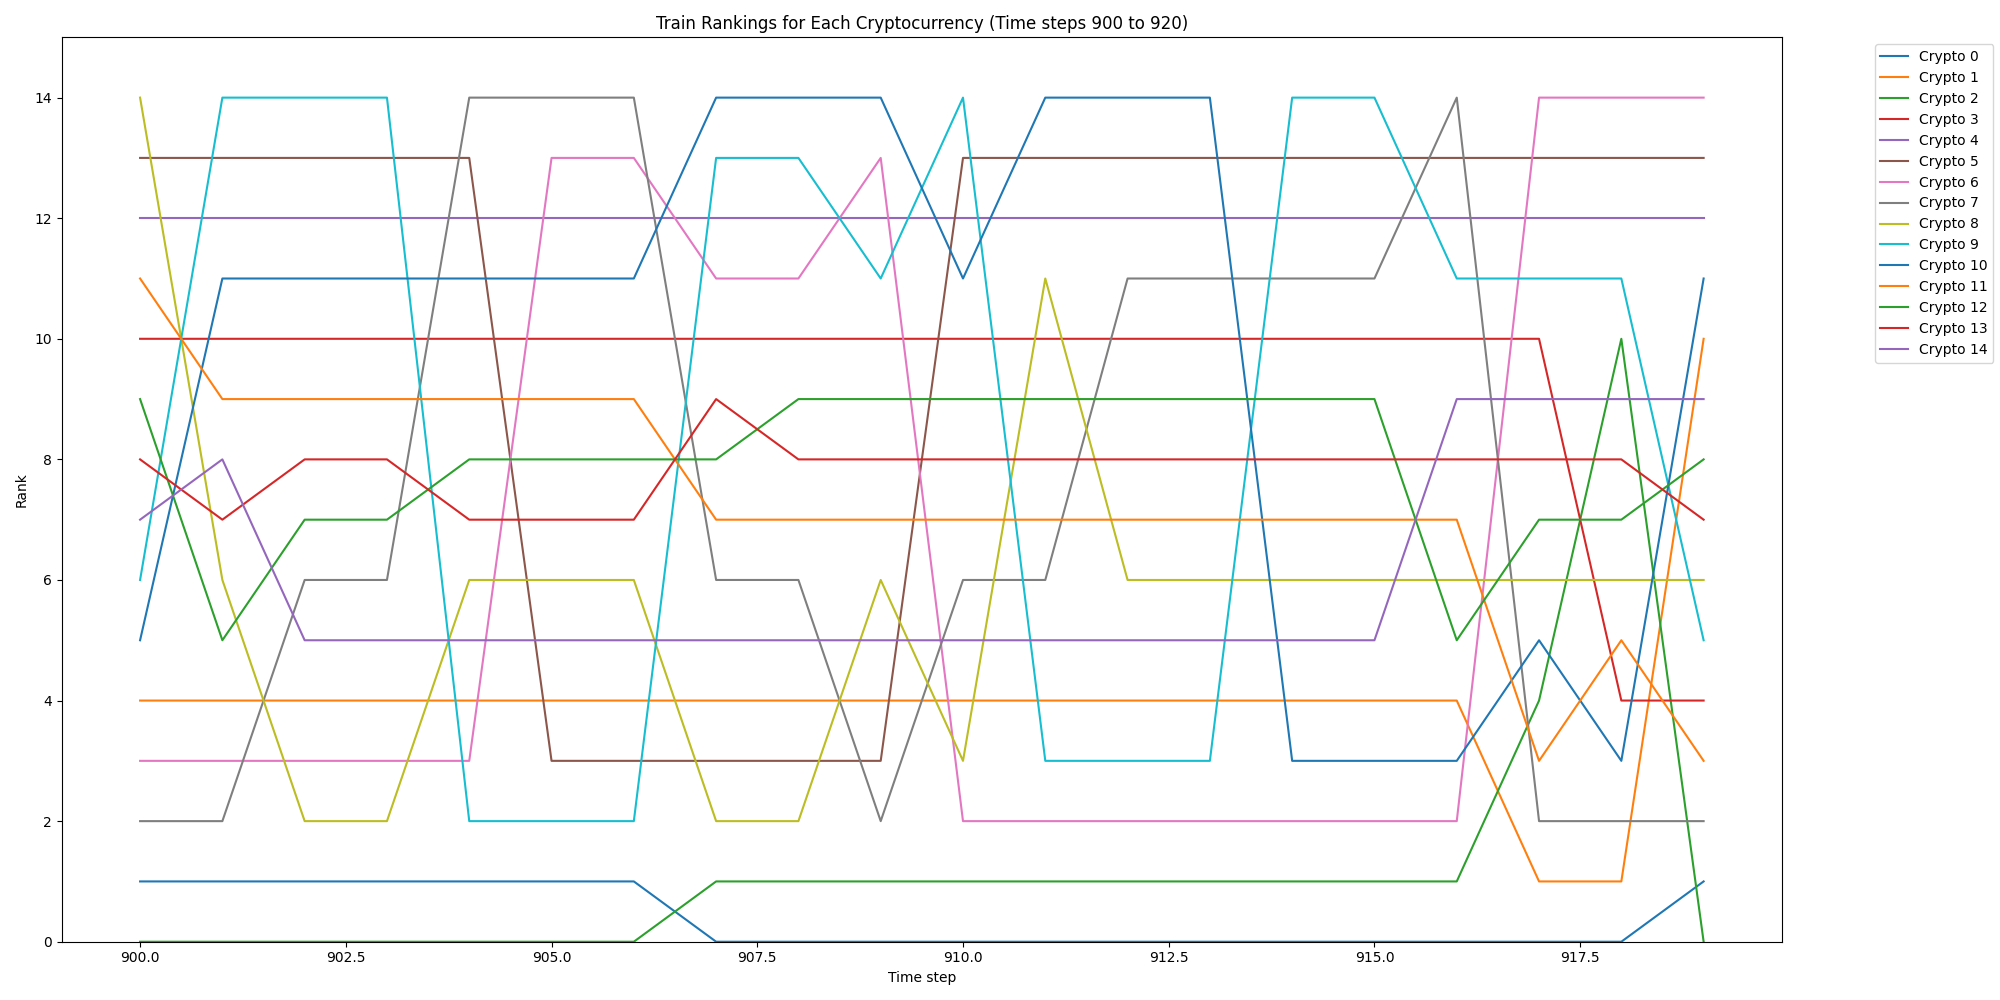 Train Rankings for Each Cryptocurrency (Time steps 900 to 920)
Rank
14
12
10
8
6
4
2
0
900.0
902.5
905.0
907.5
910.0
912.5
915.0
917.5
Time step
Crypto 0
Crypto 1
Crypto 2
Crypto 3
Crypto 4
Crypto 5
Crypto 6
Crypto 7
Crypto 8
Crypto 9
Crypto 10
Crypto 11
Crypto 12
Crypto 13
Crypto 14